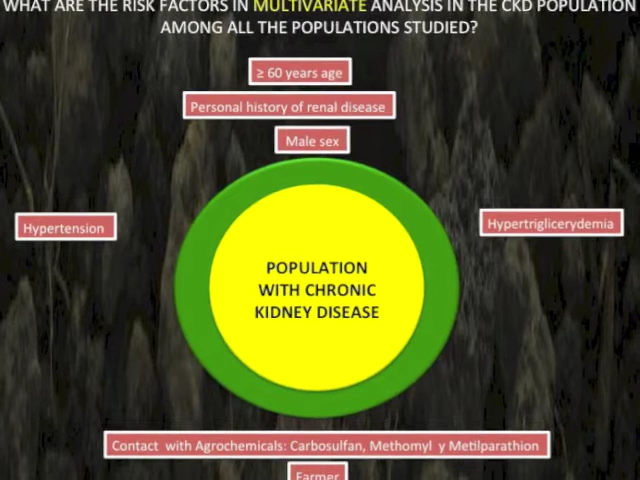 WHAT ARE THE RISK FACTORS IN MULTIVARIATE ANALYSIS IN THE CKD POPULATION
AMONG ALL THE POPULATIONS STUDIED?
≥ 60 years age
Personal history of renal disease
Male sex
Hypertension
Hypertriglicerydemia
POPULATION
WITH CHRONIC
KIDNEY DISEASE
Contact with Agrochemicals: Carbosulfan, Methomyl y Metilparathion
Farmer